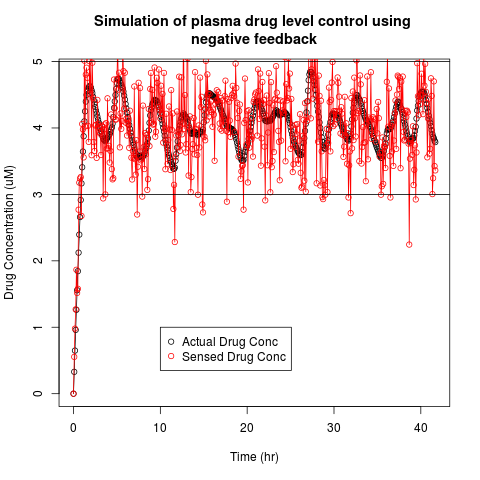 Simulation of plasma drug level control using
negative feedback
Drug Concentration (uM)
5
4
3
2
1
0
Actual Drug Conc
Sensed Drug Conc
0 10 20 30 40
Time (hr)